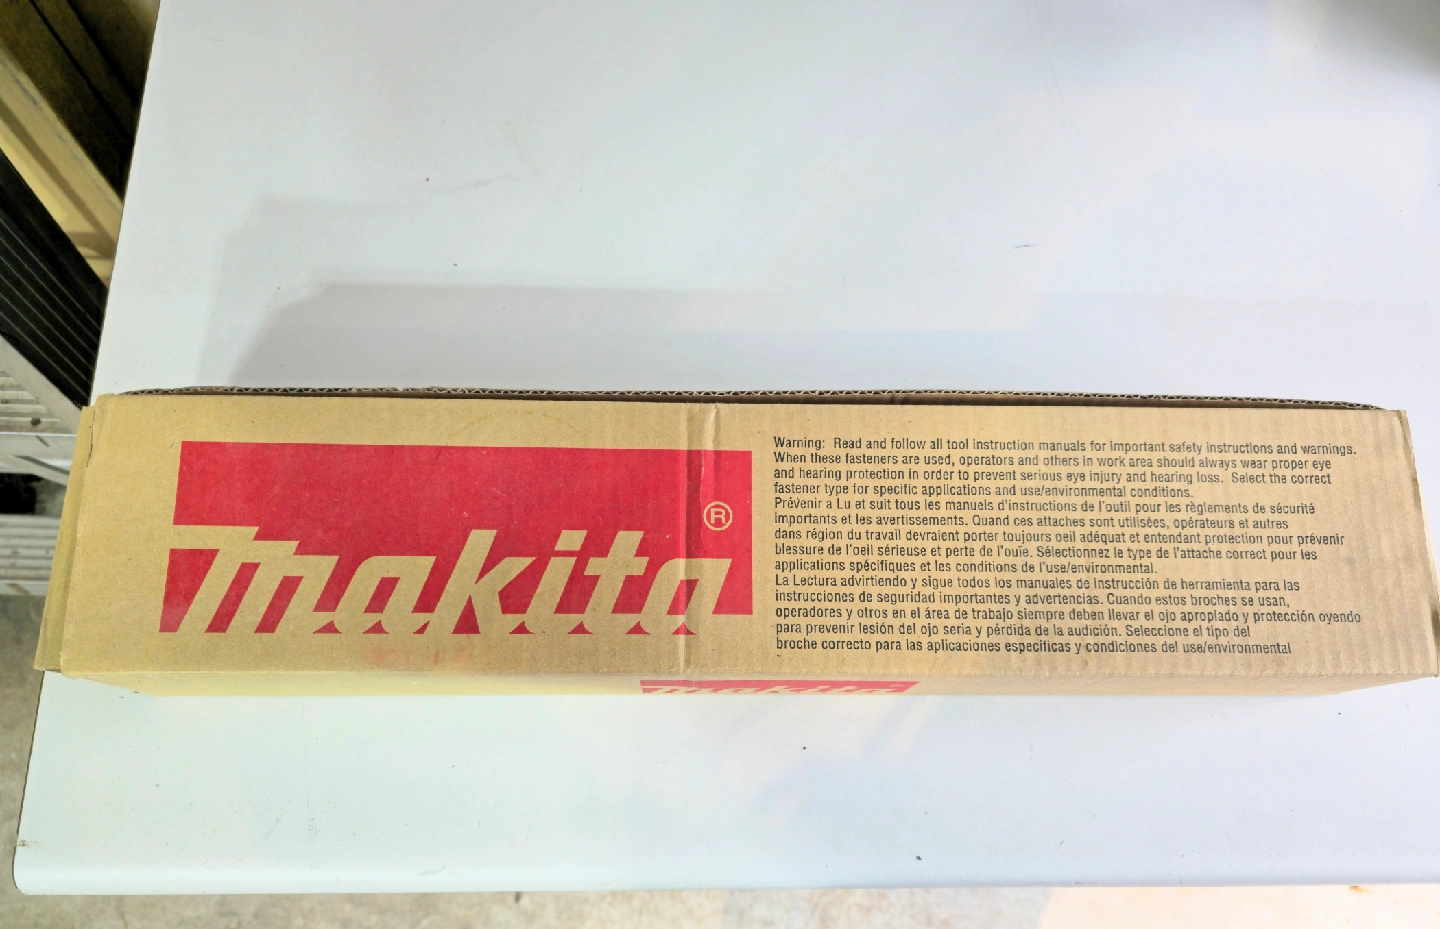 makita®
Warning: Read and follow all tool instruction manuals for important safety instructions and warnings.
When these fasteners are used, operators and others in work area should always wear proper eye
and hearing protection in order to prevent serious eye injury and hearing loss. Select the correct
fastener type for specific applications and use/environmental conditions.
Prévenir a Lu et suit tous les manuels d'instructions de l'outil pour les règlements de sécurité
importants et les avertissements. Quand ces attaches sont utilisées, opérateurs et autres
dans région du travail devraient porter toujours oeil adéquat et entendant protection pour prévenir
blessure de l'oeil sérieuse et perte de l'ouïe. Sélectionnez le type de l'attache correct pour les
applications spécifiques et les conditions de l'use/environmental.
La Lectura advirtiendo y sigue todos los manuales de instrucción de herramienta para las
instrucciones de seguridad importantes y advertencias. Cuando estos broches se usan,
operadores y otros en el área de trabajo siempre deben llevar el ojo apropiado y protección oyendo
para prevenir lesión del ojo seria y pérdida de la audición. Seleccione el tipo del
broche correcto para las aplicaciones específicas y condiciones del use/environmental
makita